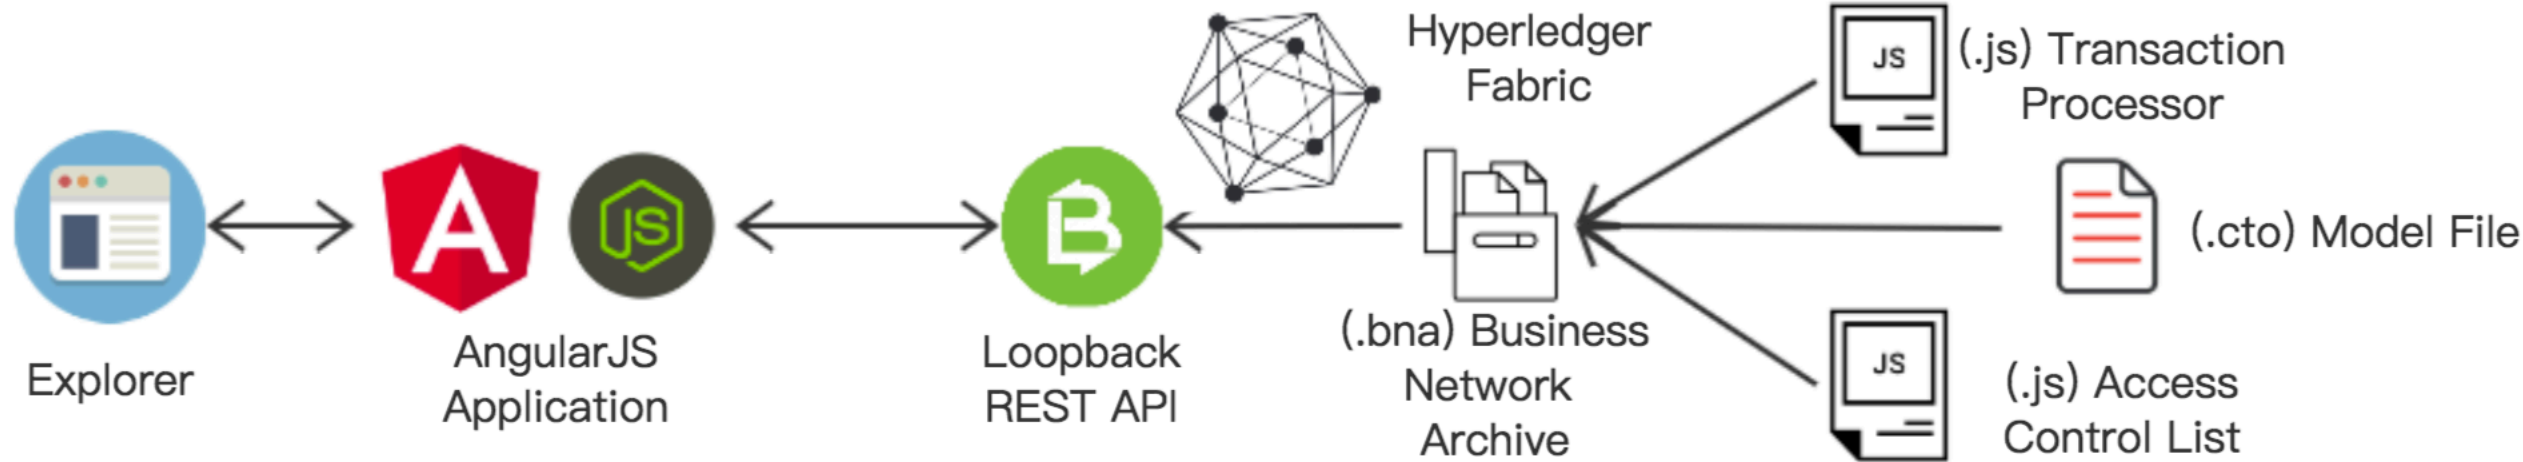 Explorer
AngularJS
Application
JS
Loopback
REST API
Hyperledger
Fabric
(.bna) Business
Network
Archive
JS
(.js) Transaction
Processor
(.cto) Model File
JS
(.js) Access
Control List